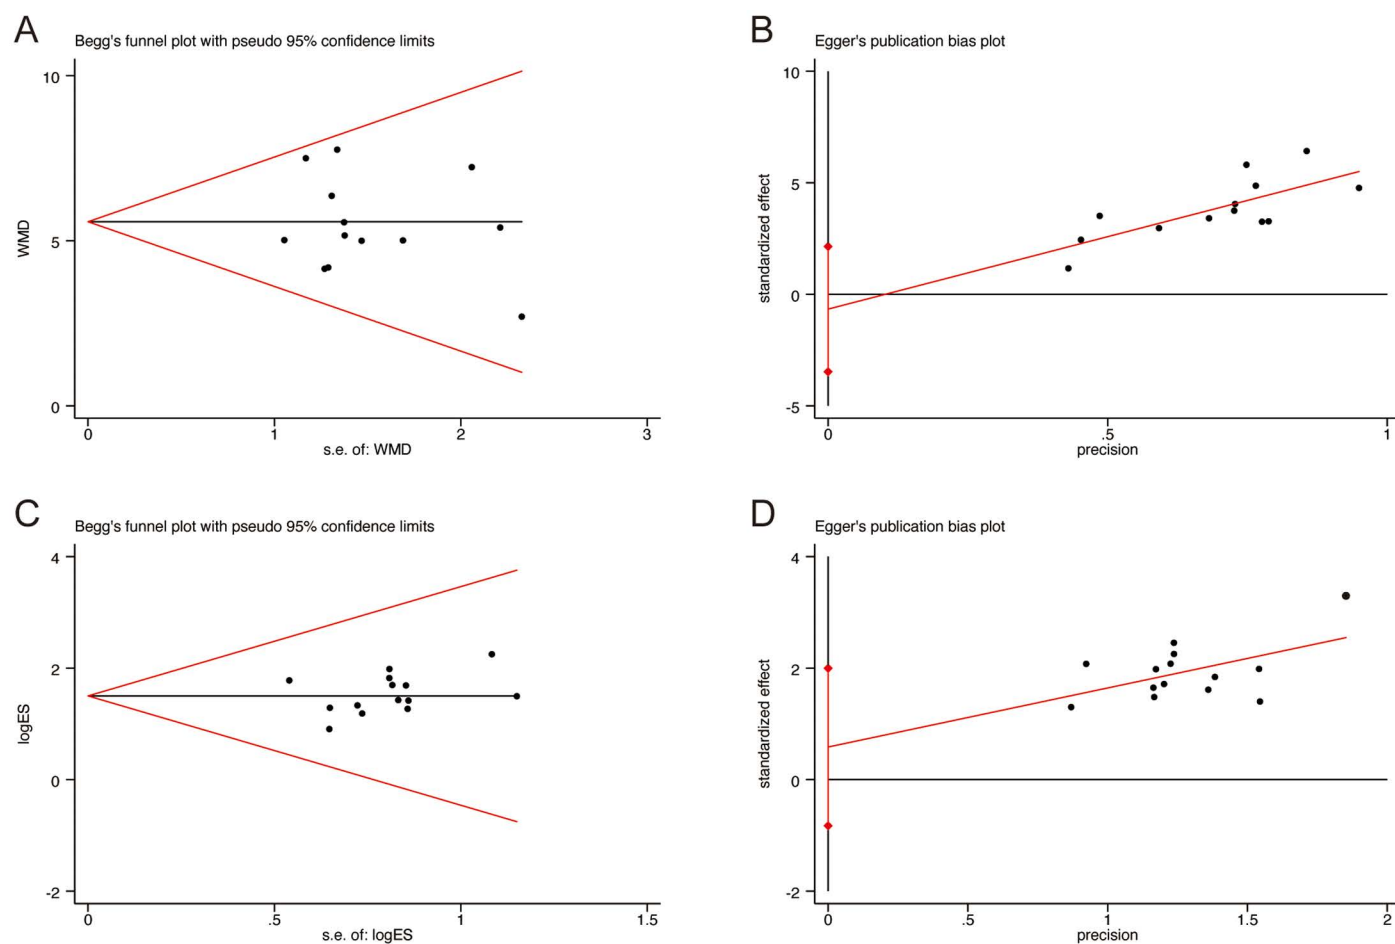 A
Begg's funnel plot with pseudo 95% confidence limits
10
5
0
WMD
0 1 2 3
s.e. of: WMD
B
Egger's publication bias plot
10
5
0
-5
standardized effect
0 .5 1
precision
C
Begg's funnel plot with pseudo 95% confidence limits
4
2
0
-2
logES
0 .5 1 1.5
s.e. of: logES
D
Egger's publication bias plot
4
2
0
-2
standardized effect
0 .5 1 1.5 2
precision